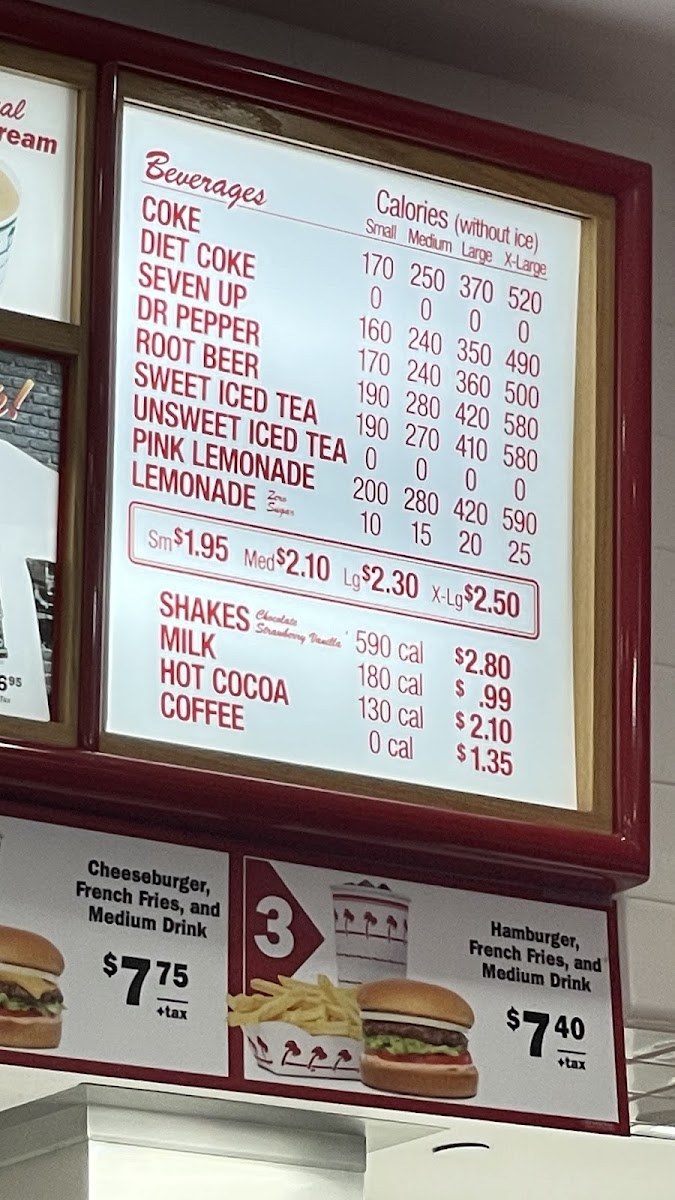 al
ream
Beverages Calories (without ice)
Small Medium Large X-Large
COKE 170 250 370 520
DIET COKE 0 0 0 0
SEVEN UP 160 240 350 490
DR PEPPER 170 240 360 500
ROOT BEER 190 280 420 580
SWEET ICED TEA 190 270 410 580
UNSWEET ICED TEA 0 0 0 0
PINK LEMONADE 200 280 420 590
LEMONADE Zero Sugar 10 15 20 25
Sm $1.95 Med $2.10 Lg $2.30 X-Lg $2.50
SHAKES Chocolate Strawberry Vanilla 590 cal $2.80
MILK 180 cal $ .99
HOT COCOA 130 cal $2.10
COFFEE 0 cal $1.35
6.95
Cheeseburger,
French Fries, and
Medium Drink
$7 75
+tax
3
Hamburger,
French Fries, and
Medium Drink
$7 40
+tax